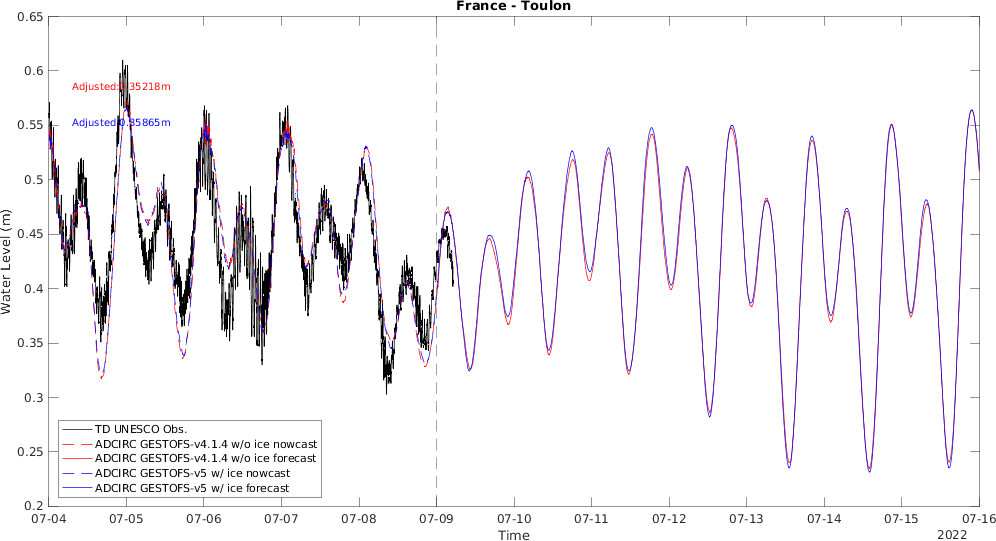 France - Toulon
0.65
0.6
0.55
0.5
0.45
0.4
0.35
0.3
0.25
0.2
Water Level (m)
Adjusted:0.35218m
Adjusted:0.35865m
TD UNESCO Obs.
ADCIRC GESTOFS-v4.1.4 w/o ice nowcast
ADCIRC GESTOFS-v4.1.4 w/o ice forecast
ADCIRC GESTOFS-v5 w/ ice nowcast
ADCIRC GESTOFS-v5 w/ ice forecast
07-04 07-05 07-06 07-07 07-08 07-09 07-10 07-11 07-12 07-13 07-14 07-15 07-16
Time
2022